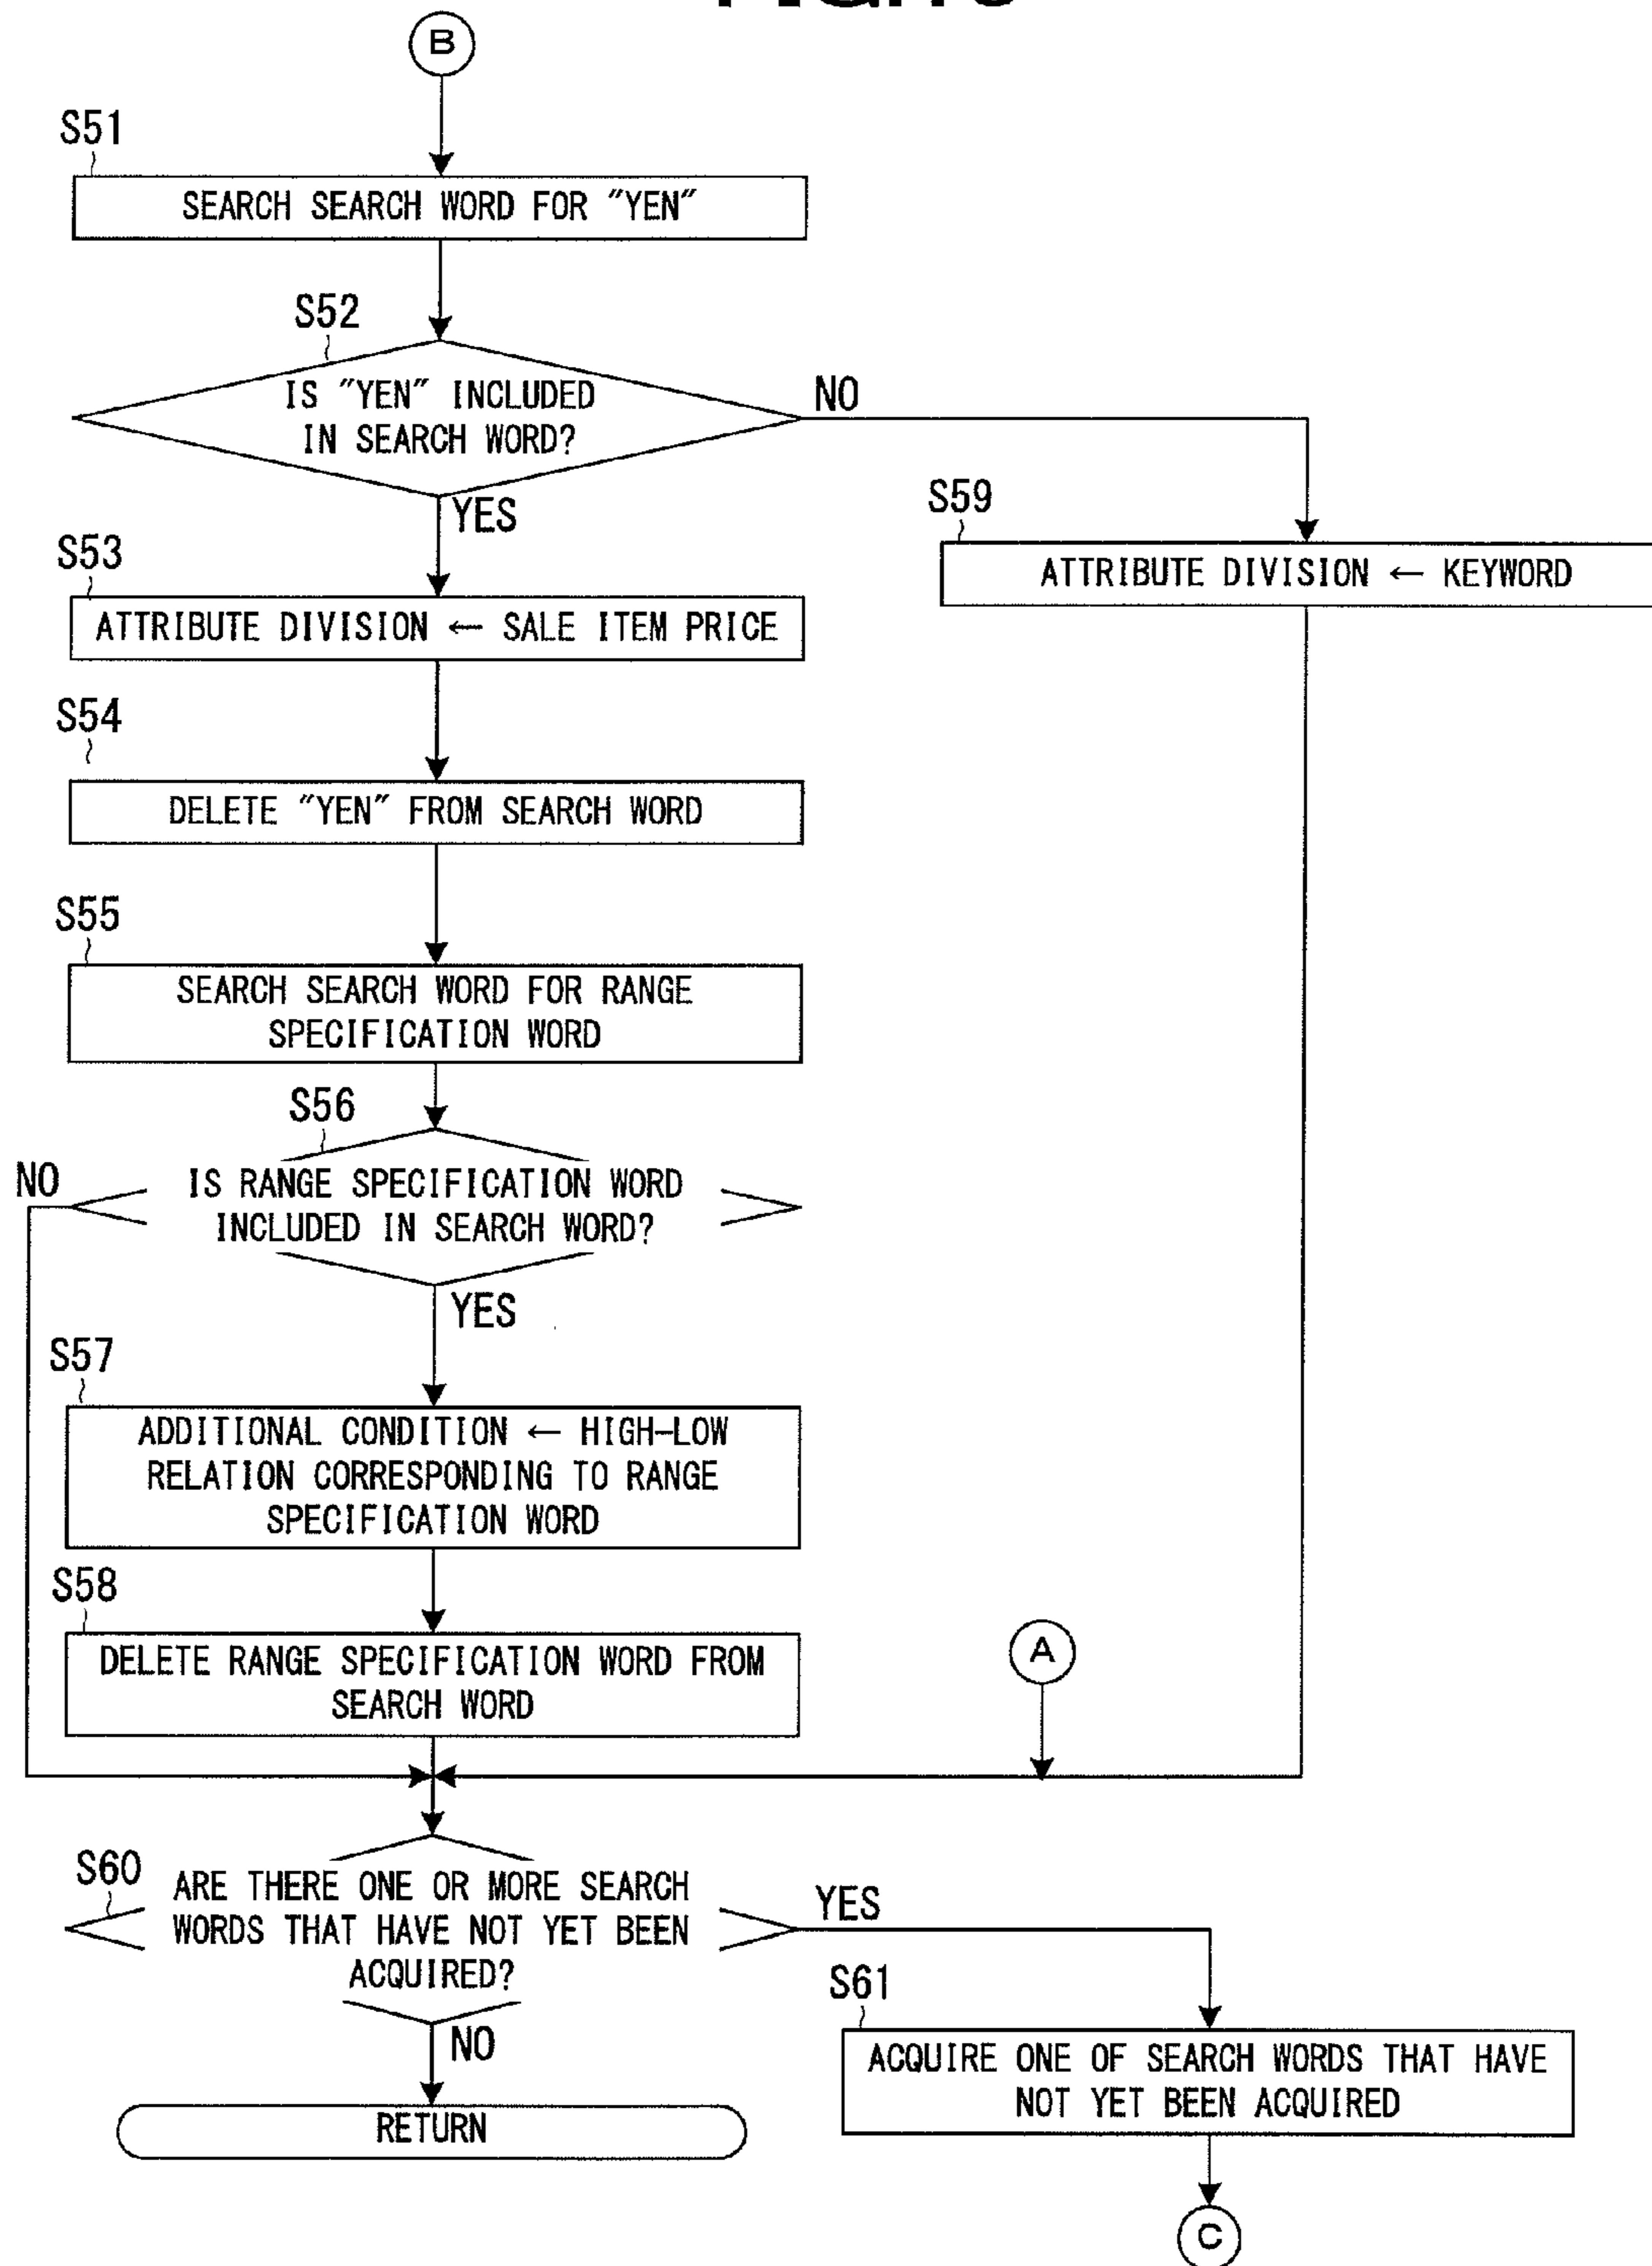 B
S51
SEARCH SEARCH WORD FOR "YEN"
S52
IS "YEN" INCLUDED
IN SEARCH WORD?
NO
YES
S59
ATTRIBUTE DIVISION ← KEYWORD
S53
ATTRIBUTE DIVISION ← SALE ITEM PRICE
S54
DELETE "YEN" FROM SEARCH WORD
S55
SEARCH SEARCH WORD FOR RANGE
SPECIFICATION WORD
S56
NO
IS RANGE SPECIFICATION WORD
INCLUDED IN SEARCH WORD?
YES
S57
ADDITIONAL CONDITION ← HIGH-LOW
RELATION CORRESPONDING TO RANGE
SPECIFICATION WORD
S58
DELETE RANGE SPECIFICATION WORD FROM
SEARCH WORD
A
S60
ARE THERE ONE OR MORE SEARCH
WORDS THAT HAVE NOT YET BEEN
ACQUIRED?
YES
NO
S61
ACQUIRE ONE OF SEARCH WORDS THAT HAVE
NOT YET BEEN ACQUIRED
RETURN
C